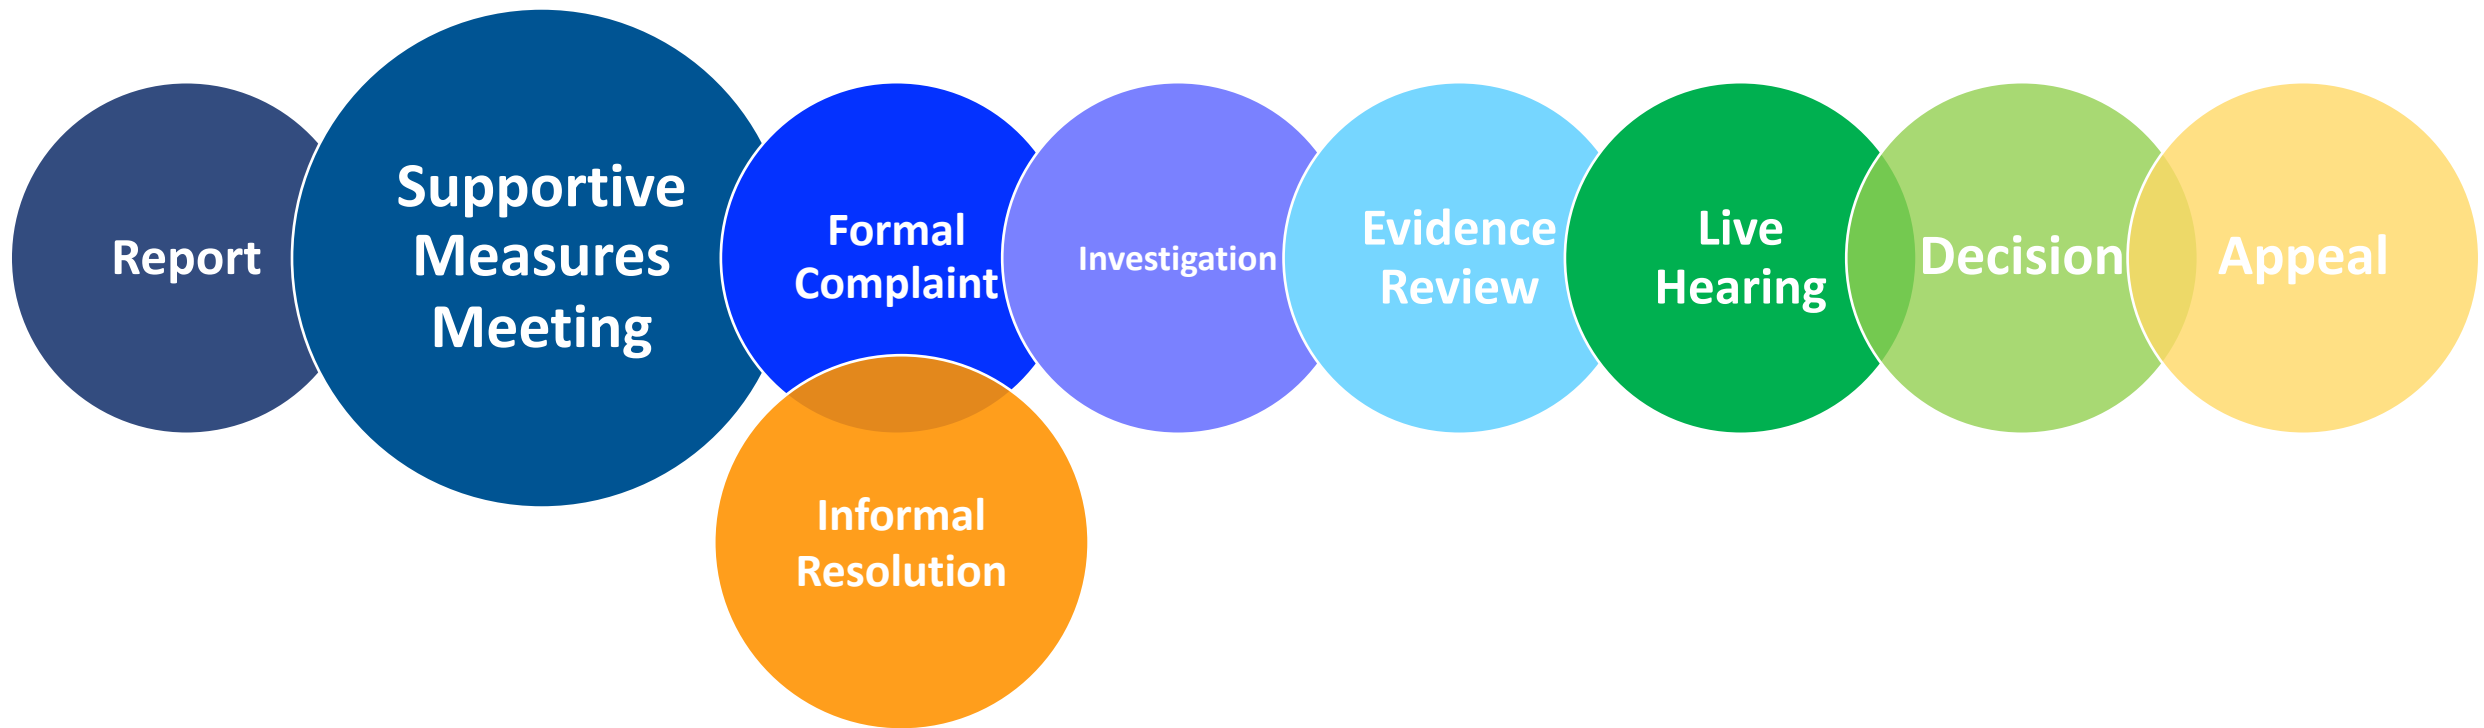 Report
Supportive
Measures
Meeting
Formal
Complaint
Investigation
Evidence
Review
Live
Hearing
Decision
Appeal
Informal
Resolution